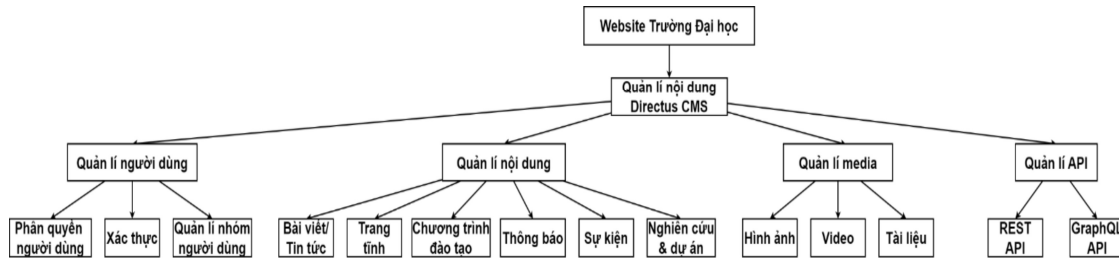 Website Trường Đại học
Quản lí nội dung
Directus CMS
Quản lí người dùng
Quản lí nội dung
Quản lí media
Quản lí API
Phân quyền
người dùng
Xác thực
Quản lí nhóm
người dùng
Bài viết/
Tin tức
Trang
tĩnh
Chương trình
đào tạo
Thông báo
Sự kiện
Nghiên cứu
& dự án
Hình ảnh
Video
Tài liệu
REST
API
GraphQL
API